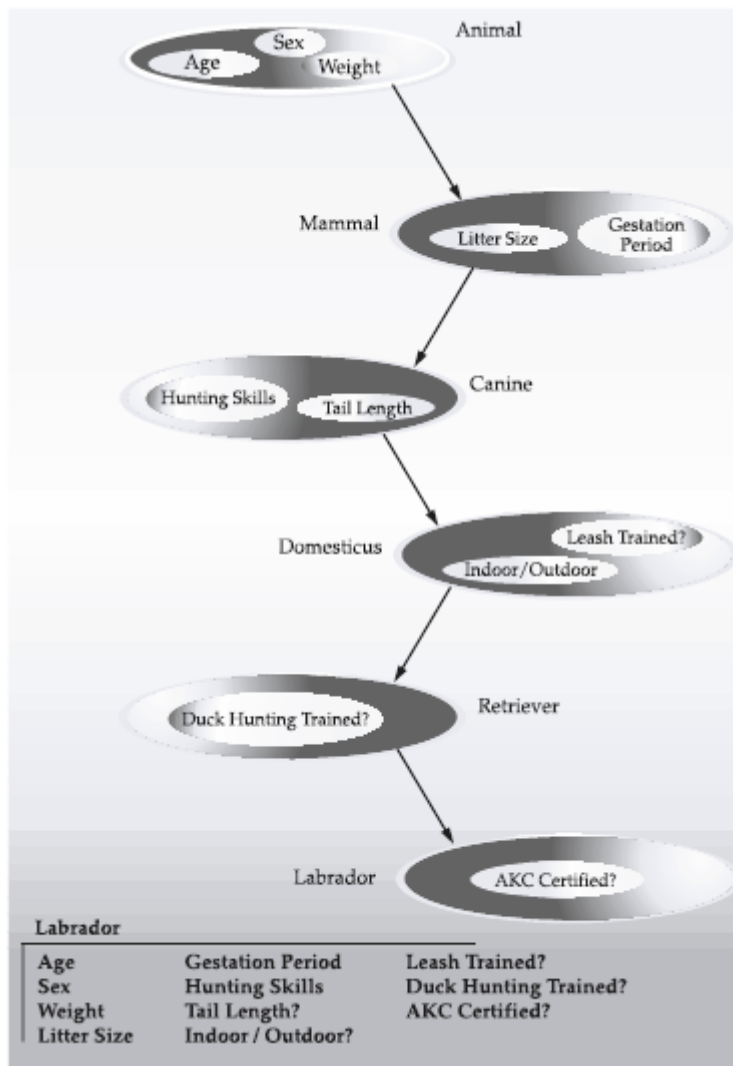 Animal
Sex
Age
Weight
Mammal
Litter Size
Gestation
Period
Canine
Hunting Skills
Tail Length
Domesticus
Leash Trained?
Indoor/Outdoor
Retriever
Duck Hunting Trained?
Labrador
AKC Certified?
Labrador
Age Gestation Period Leash Trained?
Sex Hunting Skills Duck Hunting Trained?
Weight Tail Length? AKC Certified?
Litter Size Indoor / Outdoor?